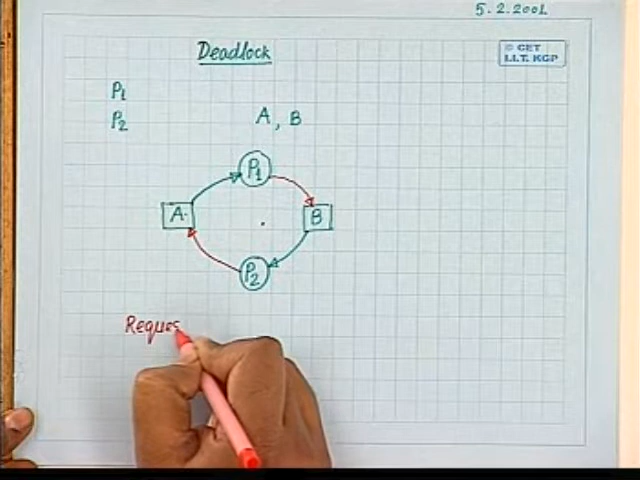 5.2.2001
Deadlock
© CET
I.I.T. KGP
P1
P2
A, B
P1
A
B
P2
Reques